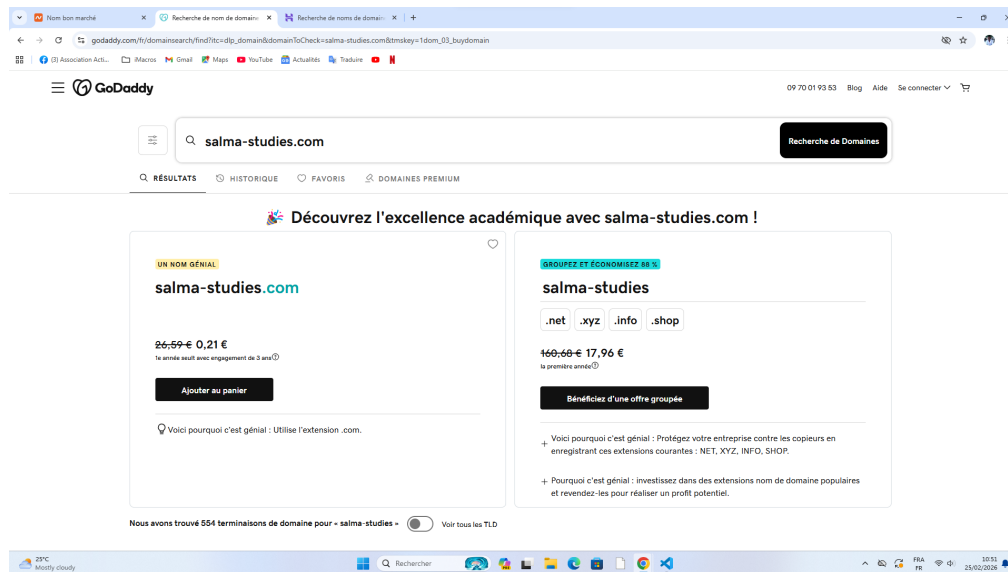 Nom bon marché
Recherche de nom de domaine
Recherche de noms de domain
godaddy.com/fr/domainsearch/find?itc=dlp_domain&domainToCheck=salma-studies.com&tmskey=1dom_03_buydomain
(3) Association Acti...
iMacros
Gmail
Maps
YouTube
Actualités
Traduire
GoDaddy
09 70 01 93 53
Blog
Aide
Se connecter
salma-studies.com
Recherche de Domaines
RÉSULTATS
HISTORIQUE
FAVORIS
DOMAINES PREMIUM
Découvrez l'excellence académique avec salma-studies.com !
UN NOM GÉNIAL
salma-studies.com
26,59 € 0,21 €
1e année seult avec engagement de 3 ans
Ajouter au panier
Voici pourquoi c'est génial : Utilise l'extension .com.
GROUPEZ ET ÉCONOMISEZ 88 %
salma-studies
.net .xyz .info .shop
160,68 € 17,96 €
la première année
Bénéficiez d'une offre groupée
Voici pourquoi c'est génial : Protégez votre entreprise contre les copieurs en
enregistrant ces extensions courantes : NET, XYZ, INFO, SHOP.
Pourquoi c'est génial : investissez dans des extensions nom de domaine populaires
et revendez-les pour réaliser un profit potentiel.
Nous avons trouvé 554 terminaisons de domaine pour « salma-studies »
Voir tous les TLD
25°C
Mostly cloudy
Rechercher
FRA
FR
10:51
25/02/2026